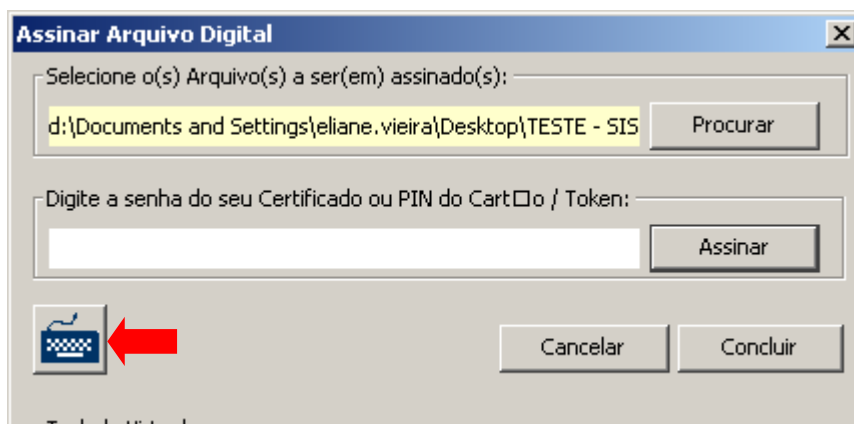 Assinar Arquivo Digital
Selecione o(s) Arquivo(s) a ser(em) assinado(s):
d:\Documents and Settings\eliane.vieira\Desktop\TESTE - SIS
Procurar
Digite a senha do seu Certificado ou PIN do Cart□o / Token:
Assinar
Cancelar
Concluir